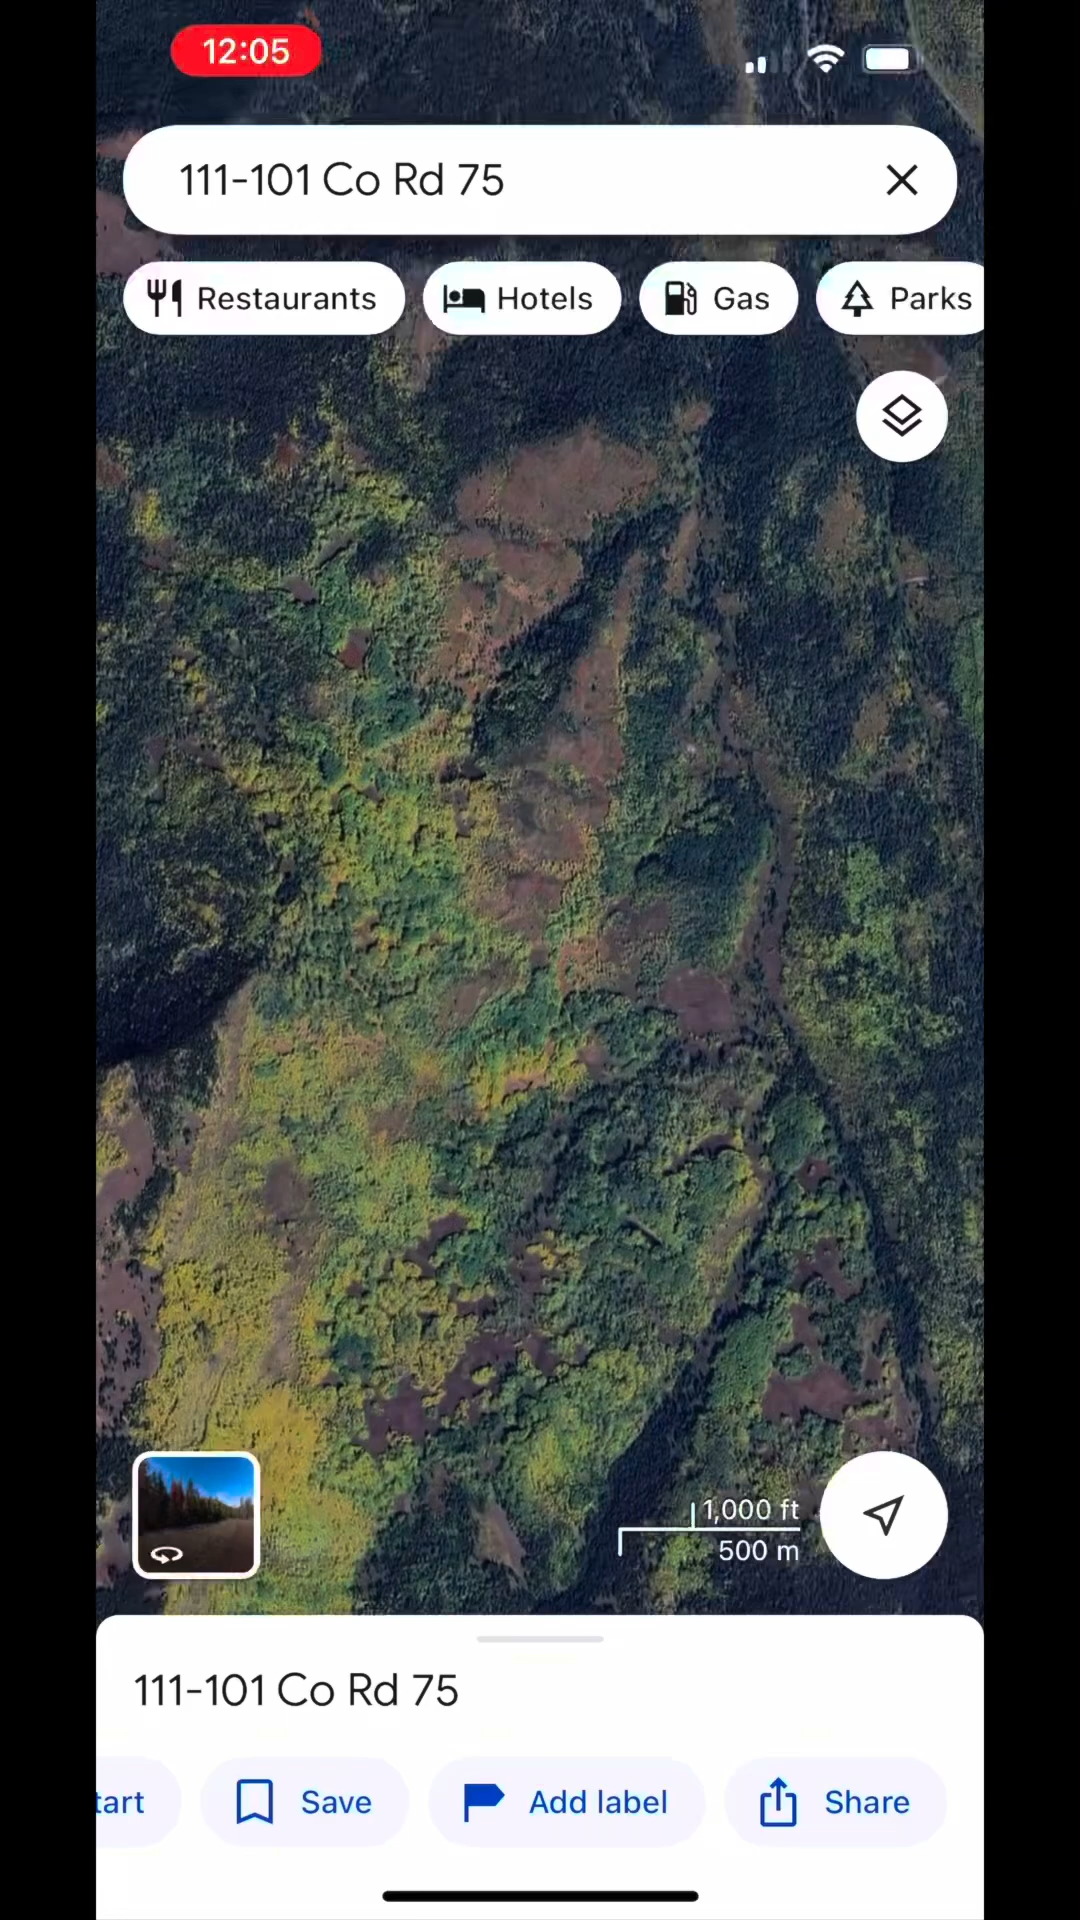 12:05
111-101 Co Rd 75
Restaurants
Hotels
Gas
Parks
1,000 ft
500 m
111-101 Co Rd 75
tart
Save
Add label
Share